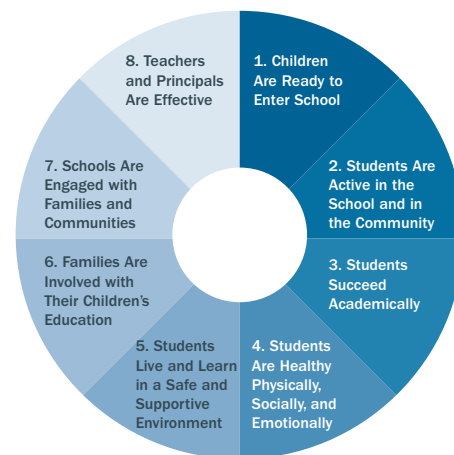 1. Children
Are Ready to
Enter School
2. Students Are
Active in the
School and in
the Community
3. Students
Succeed
Academically
4. Students
Are Healthy
Physically,
Socially, and
Emotionally
5. Students
Live and Learn
in a Safe and
Supportive
Environment
6. Families Are
Involved with
Their Children's
Education
7. Schools Are
Engaged with
Families and
Communities
8. Teachers
and Principals
Are Effective